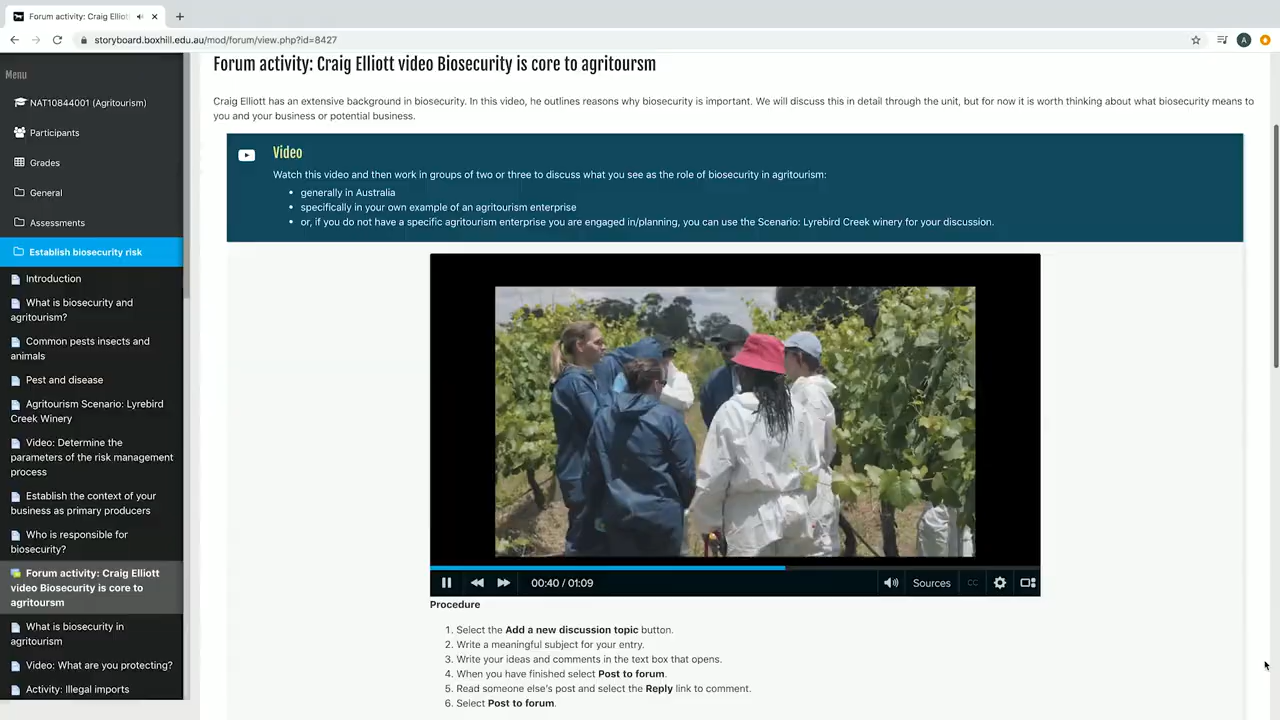 Forum activity: Craig Elliott
storyboard.boxhill.edu.au/mod/forum/view.php?id=8427
A
Menu
NAT10844001 (Agritourism)
Participants
Grades
General
Assessments
Establish biosecurity risk
Introduction
What is biosecurity and
agritourism?
Common pests insects and
animals
Pest and disease
Agritourism Scenario: Lyrebird
Creek Winery
Video: Determine the
parameters of the risk management
process
Establish the context of your
business as primary producers
Who is responsible for
biosecurity?
Forum activity: Craig Elliott
video Biosecurity is core to
agritoursm
What is biosecurity in
agritourism
Video: What are you protecting?
Activity: Illegal imports
Forum activity: Craig Elliott video Biosecurity is core to agritoursm
Craig Elliott has an extensive background in biosecurity. In this video, he outlines reasons why biosecurity is important. We will discuss this in detail through the unit, but for now it is worth thinking about what biosecurity means to
you and your business or potential business.
Video
Watch this video and then work in groups of two or three to discuss what you see as the role of biosecurity in agritourism:
• generally in Australia
• specifically in your own example of an agritourism enterprise
• or, if you do not have a specific agritourism enterprise you are engaged in/planning, you can use the Scenario: Lyrebird Creek winery for your discussion.
00:40 / 01:09
Sources
CC
Procedure
1. Select the Add a new discussion topic button.
2. Write a meaningful subject for your entry.
3. Write your ideas and comments in the text box that opens.
4. When you have finished select Post to forum.
5. Read someone else's post and select the Reply link to comment.
6. Select Post to forum.